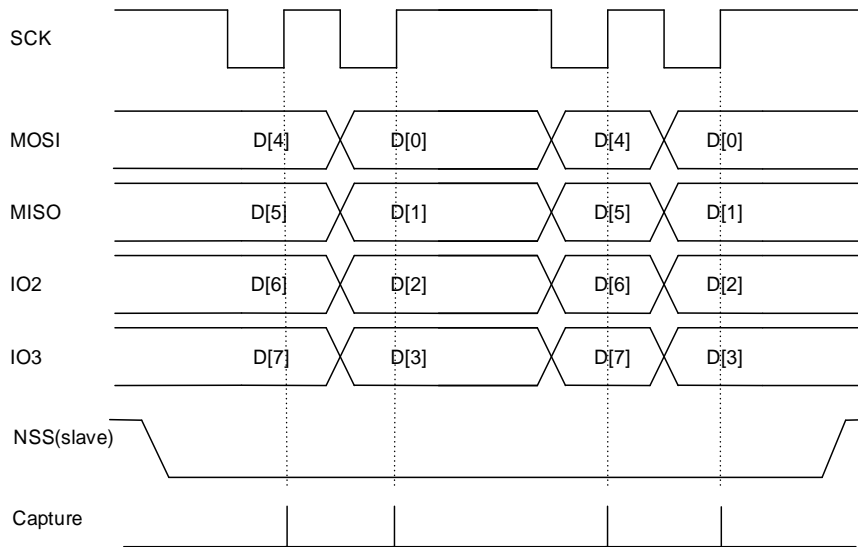 SCK
MOSI D[4] D[0] D[4] D[0]
MISO D[5] D[1] D[5] D[1]
IO2 D[6] D[2] D[6] D[2]
IO3 D[7] D[3] D[7] D[3]
NSS(slave)
Capture